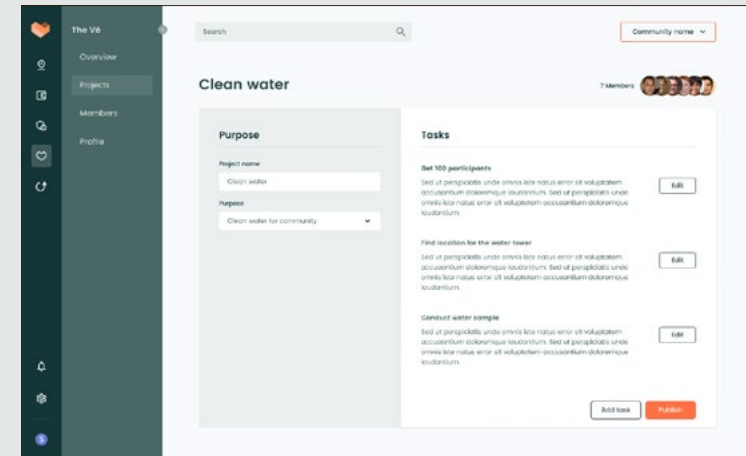 The Vé
Overview
Projects
Members
Profile
S
Search
Community name
Clean water
7 Members
Purpose
Project name
Clean water
Purpose
Clean water for community
Tasks
Get 100 participants
Sed ut perspiciatis unde omnis iste natus error sit voluptatem
accusantium doloremque laudantium. Sed ut perspiciatis unde
omnis iste natus error sit voluptatem accusantium doloremque
laudantium.
Edit
Find location for the water tower
Sed ut perspiciatis unde omnis iste natus error sit voluptatem
accusantium doloremque laudantium. Sed ut perspiciatis unde
omnis iste natus error sit voluptatem accusantium doloremque
laudantium.
Edit
Conduct water sample
Sed ut perspiciatis unde omnis iste natus error sit voluptatem
accusantium doloremque laudantium. Sed ut perspiciatis unde
omnis iste natus error sit voluptatem accusantium doloremque
laudantium.
Edit
Add task
Publish